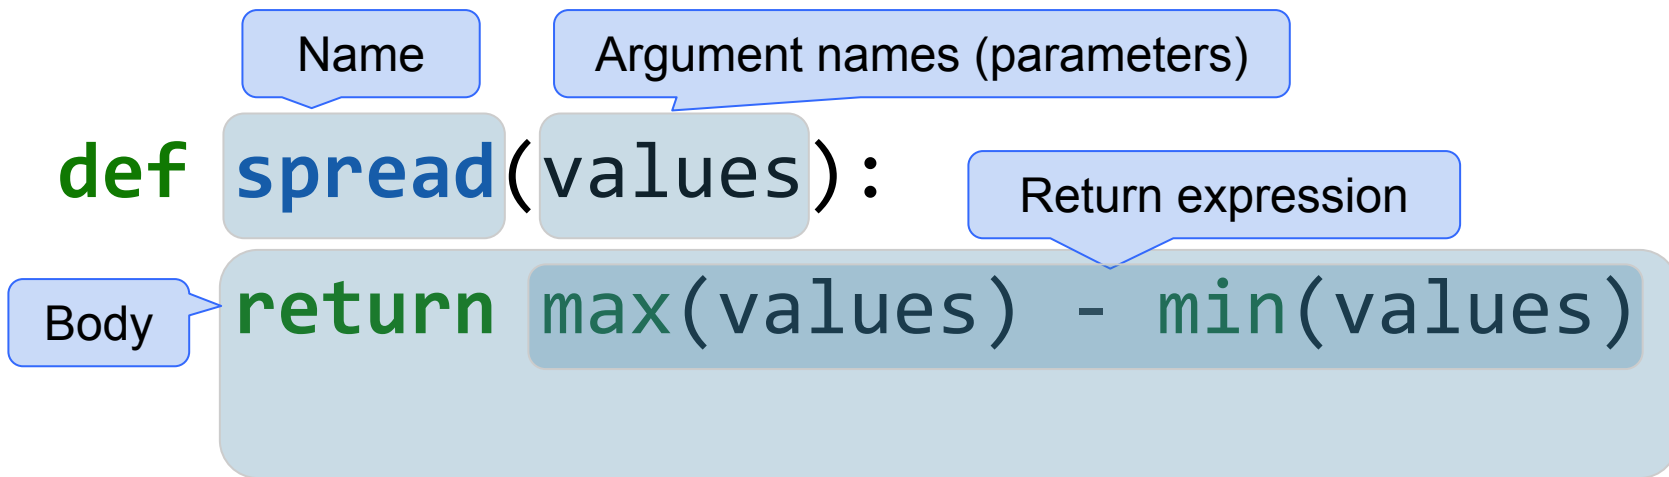 Name
Argument names (parameters)
def spread(values):
Return expression
Body
return max(values) - min(values)